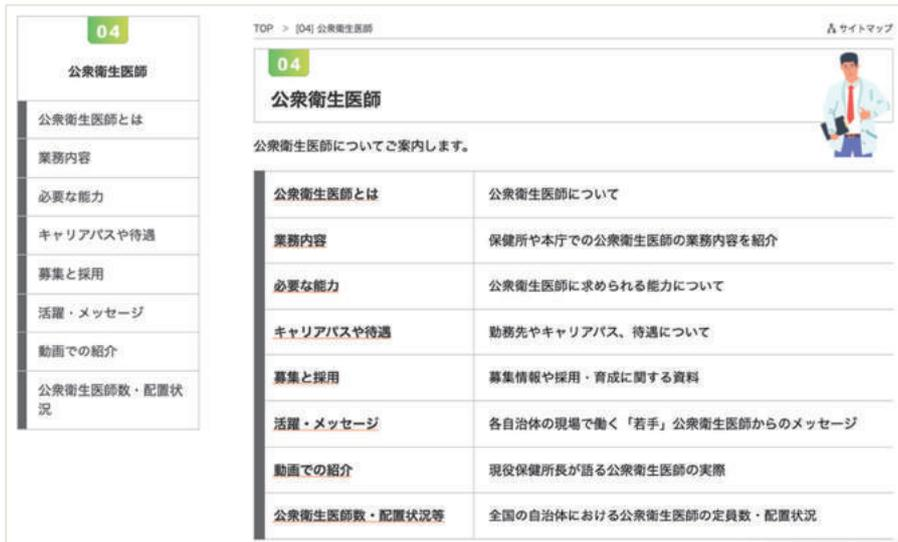 04
公衆衛生医師
公衆衛生医師とは
業務内容
必要な能力
キャリアパスや待遇
募集と採用
活躍・メッセージ
動画での紹介
公衆衛生医師数・配置状
況
TOP > [04] 公衆衛生医師
サイトマップ
04
公衆衛生医師
公衆衛生医師についてご案内します。
公衆衛生医師とは 公衆衛生医師について
業務内容 保健所や本庁での公衆衛生医師の業務内容を紹介
必要な能力 公衆衛生医師に求められる能力について
キャリアパスや待遇 勤務先やキャリアパス、待遇について
募集と採用 募集情報や採用・育成に関する資料
活躍・メッセージ 各自治体の現場で働く「若手」公衆衛生医師からのメッセージ
動画での紹介 現役保健所長が語る公衆衛生医師の実際
公衆衛生医師数・配置状況等 全国の自治体における公衆衛生医師の定員数・配置状況